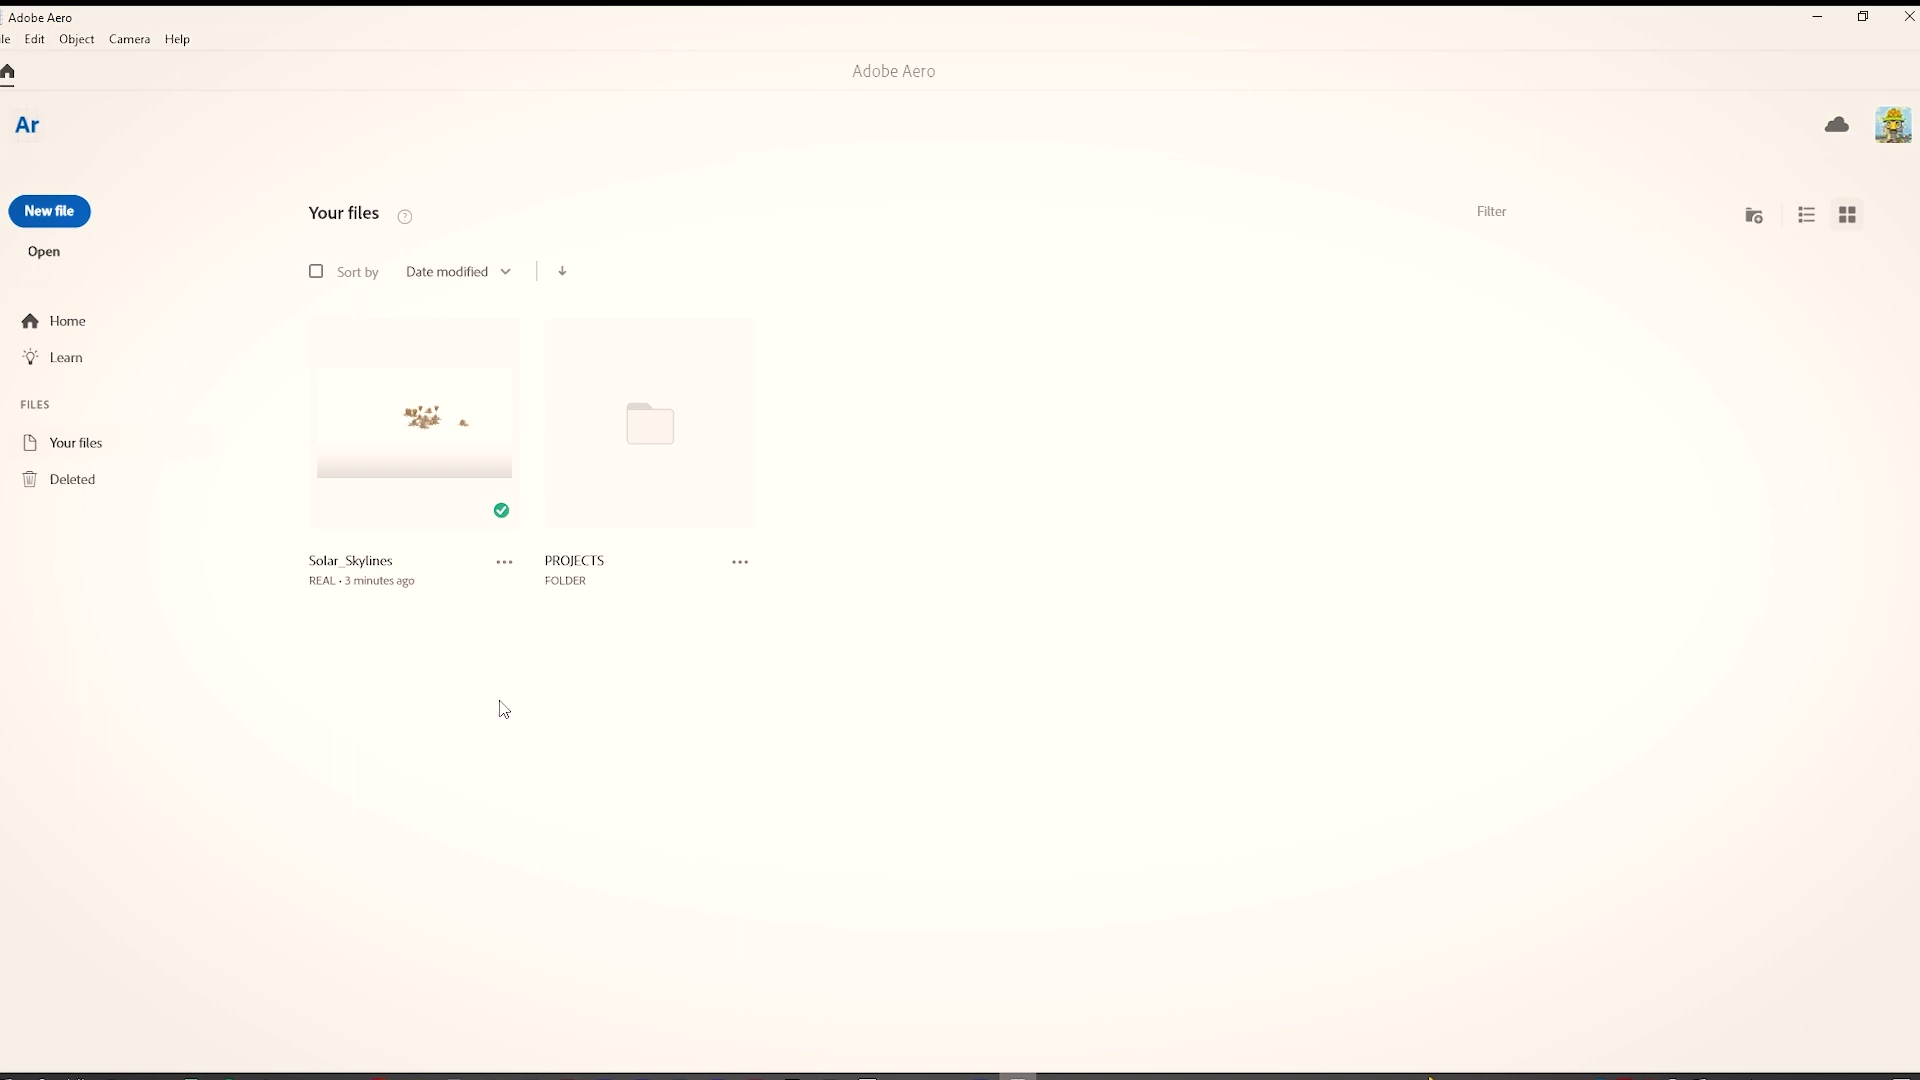 Adobe Aero
le Edit Object Camera Help
Adobe Aero
Ar
New file
Your files
Filter
Open
Sort by Date modified
Home
Learn
FILES
Your files
Deleted
Solar_Skylines
REAL • 3 minutes ago
PROJECTS
FOLDER